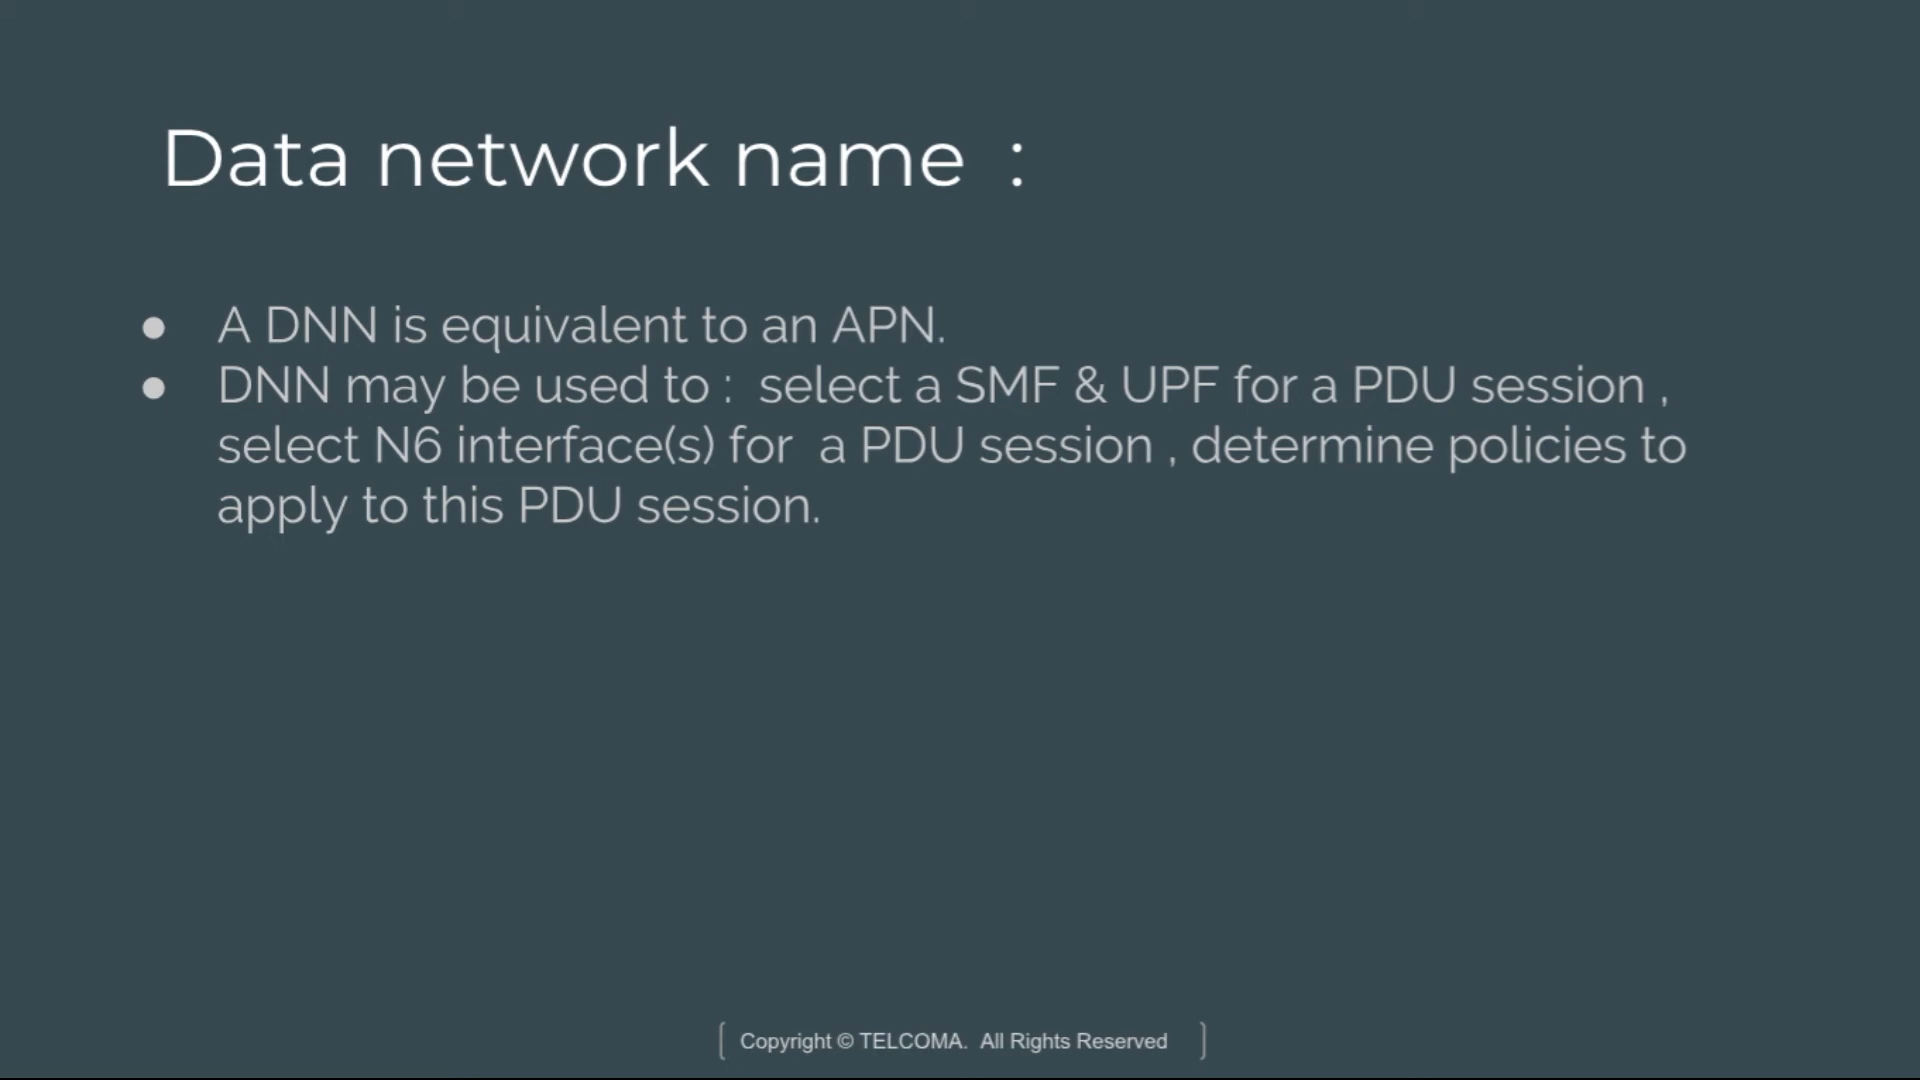 Data network name  :
● A DNN is equivalent to an APN.
● DNN may be used to :  select a SMF & UPF for a PDU session ,
select N6 interface(s) for  a PDU session , determine policies to
apply to this PDU session.
[ Copyright © TELCOMA.  All Rights Reserved ]